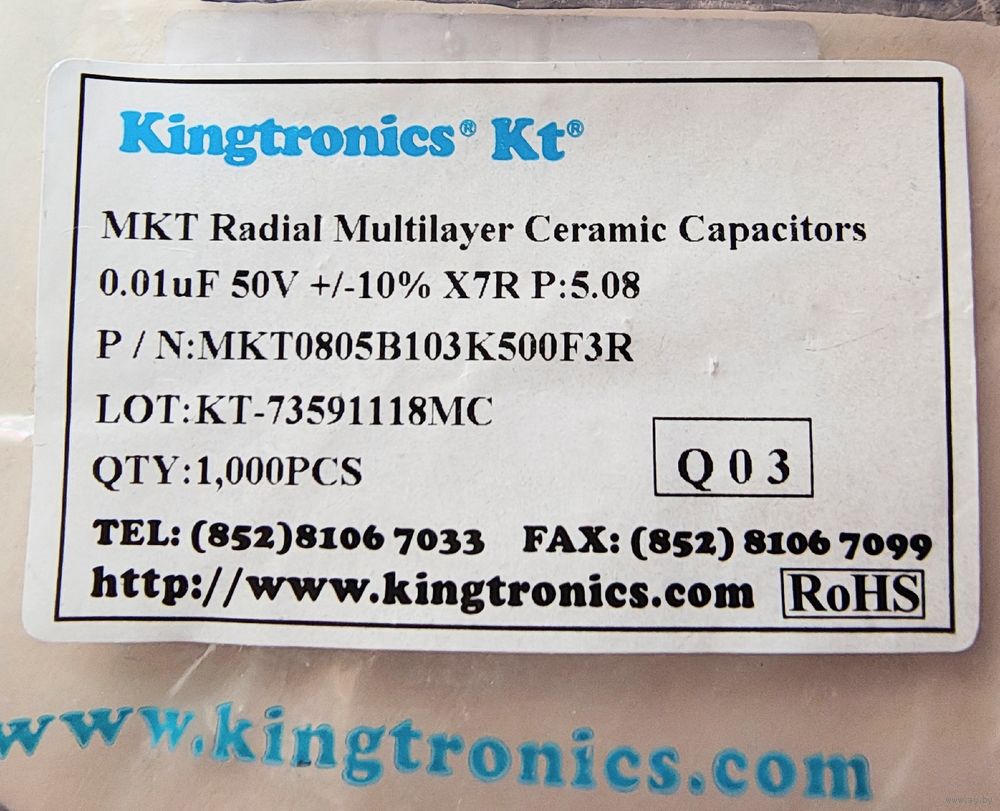 Kingtronics® Kt®
MKT Radial Multilayer Ceramic Capacitors
0.01uF 50V +/-10% X7R P:5.08
P / N:MKT0805B103K500F3R
LOT:KT-73591118MC
QTY:1,000PCS
Q 0 3
TEL: (852)8106 7033 FAX: (852) 8106 7099
http://www.kingtronics.com RoHS
www.kingtronics.com